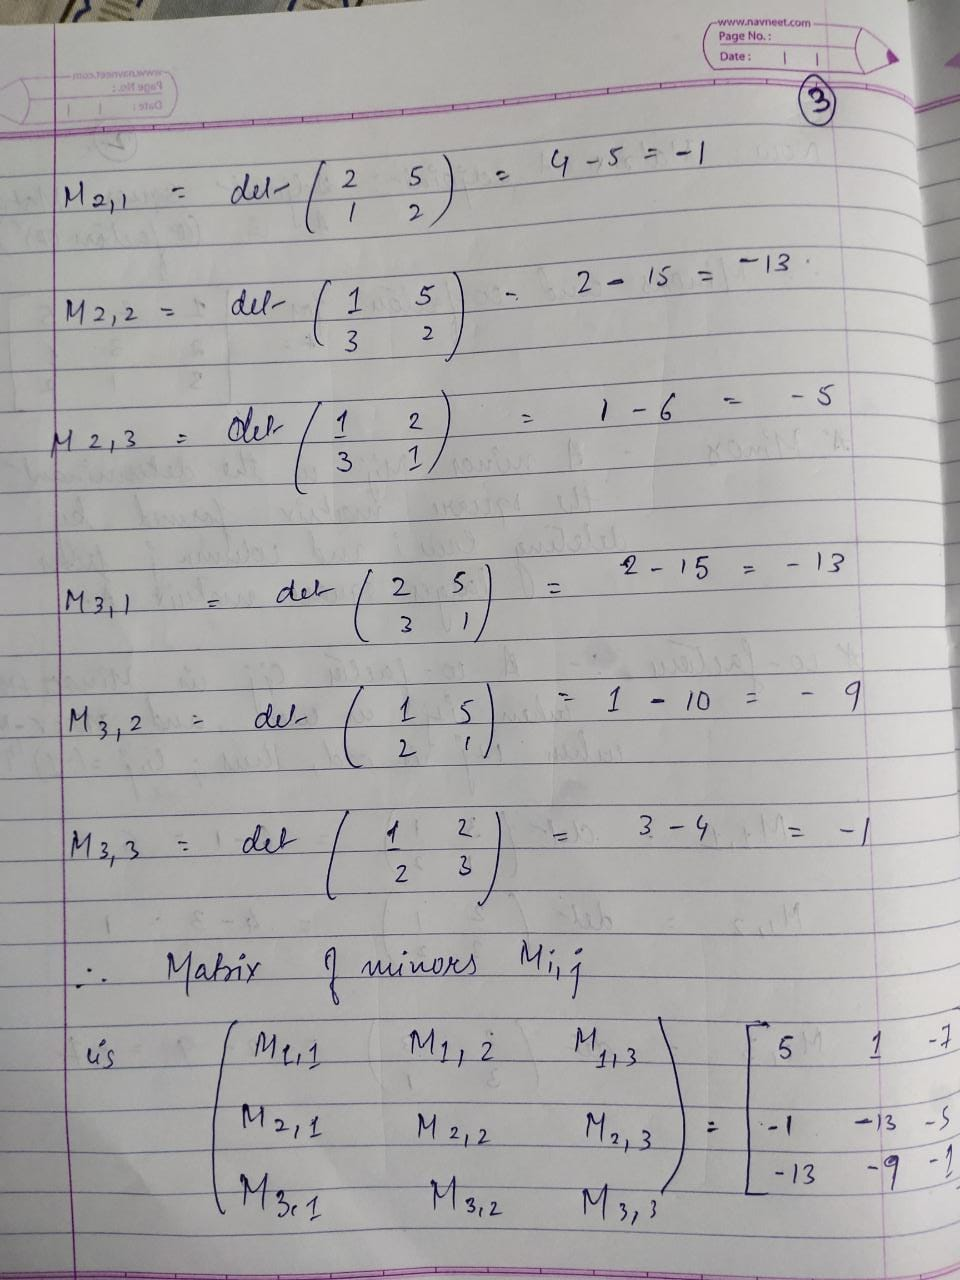 www.navneet.com
Page No. :
Date :
3
M2,1 = det (2 5
1 2) = 4 - 5 = -1
M2,2 = det (1 5
3 2) - 2 - 15 = -13
M2,3 = det (1 2
3 1) = 1 - 6 = -5
M3,1 = det (2 5
3 1) = 2 - 15 = -13
M3,2 = det (1 5
2 1) = 1 - 10 = -9
M3,3 = det (1 2
2 3) = 3 - 4 = -1
∴ Matrix of minors Mi,j
is (M1,1 M1,2 M1,3 = [5 1 -7
M2,1 M2,2 M2,3 -1 -13 -5
M3,1 M3,2 M3,3) -13 -9 -1